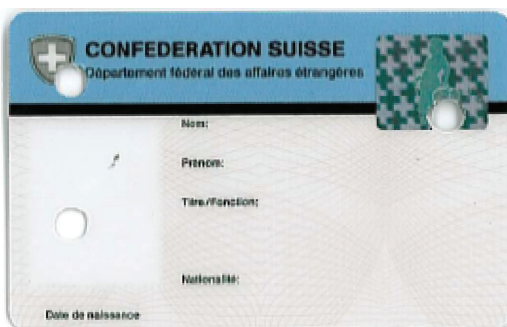 CONFEDERATION SUISSE
Département fédéral des affaires étrangères
Nom:
Prénom:
Titre/Fonction:
Nationalité:
Date de naissance